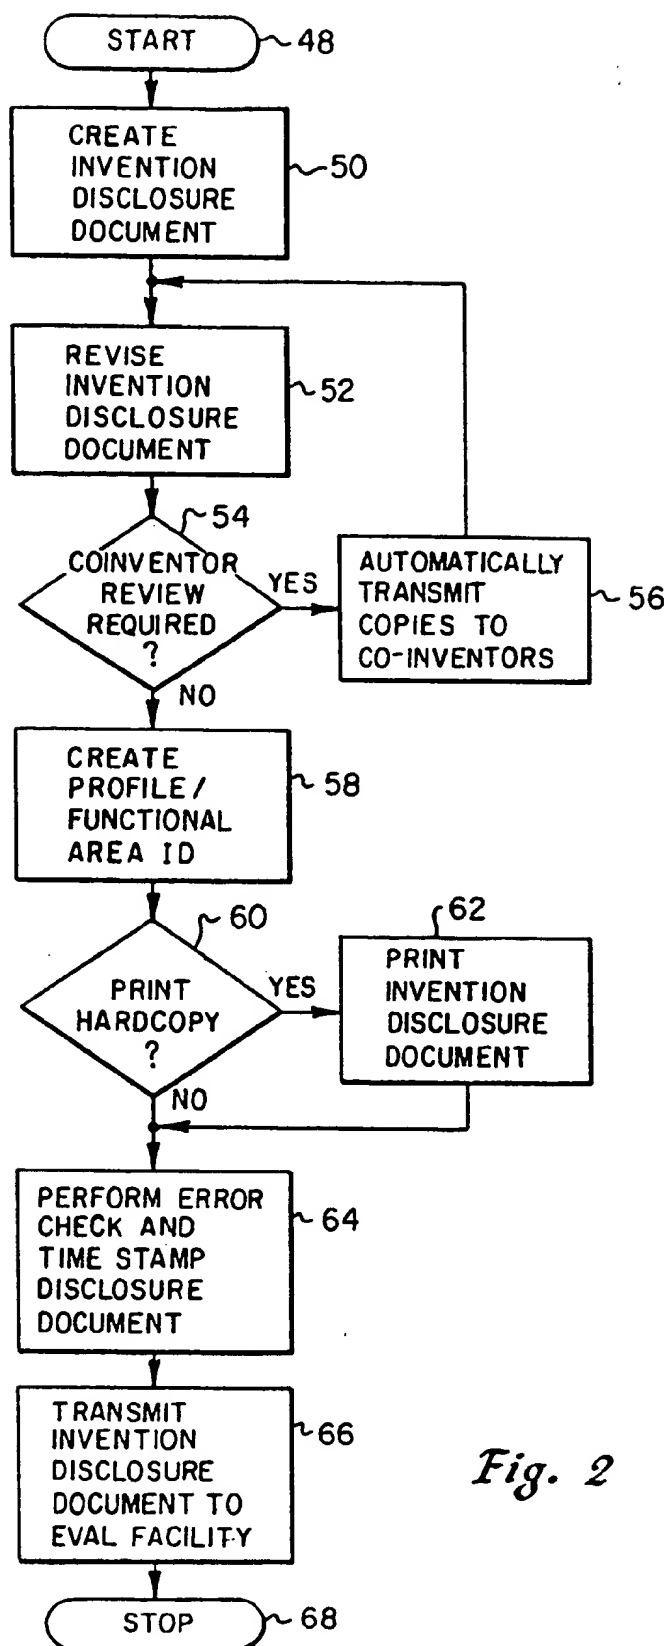 START
48
CREATE
INVENTION
DISCLOSURE
DOCUMENT
50
REVISE
INVENTION
DISCLOSURE
DOCUMENT
52
54
COINVENTOR
REVIEW
REQUIRED
?
YES
AUTOMATICALLY
TRANSMIT
COPIES TO
CO-INVENTORS
56
NO
CREATE
PROFILE/
FUNCTIONAL
AREA ID
58
60
PRINT
HARDCOPY
?
YES
62
PRINT
INVENTION
DISCLOSURE
DOCUMENT
NO
PERFORM ERROR
CHECK AND
TIME STAMP
DISCLOSURE
DOCUMENT
64
TRANSMIT
INVENTION
DISCLOSURE
DOCUMENT TO
EVAL FACILITY
66
Fig. 2
STOP
68